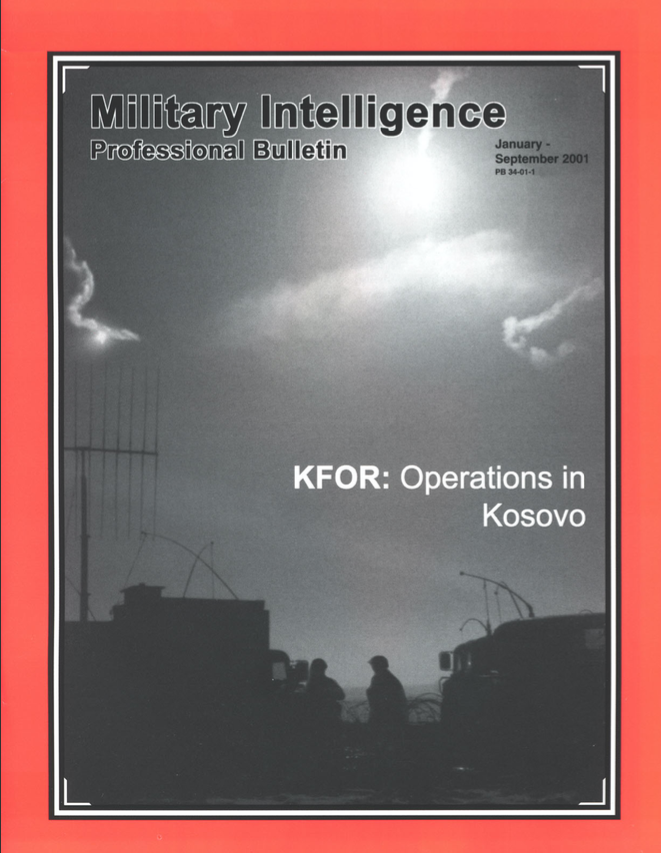 Military Intelligence
Professional Bulletin
January -
September 2001
PB 34-01-1
KFOR: Operations in
Kosovo